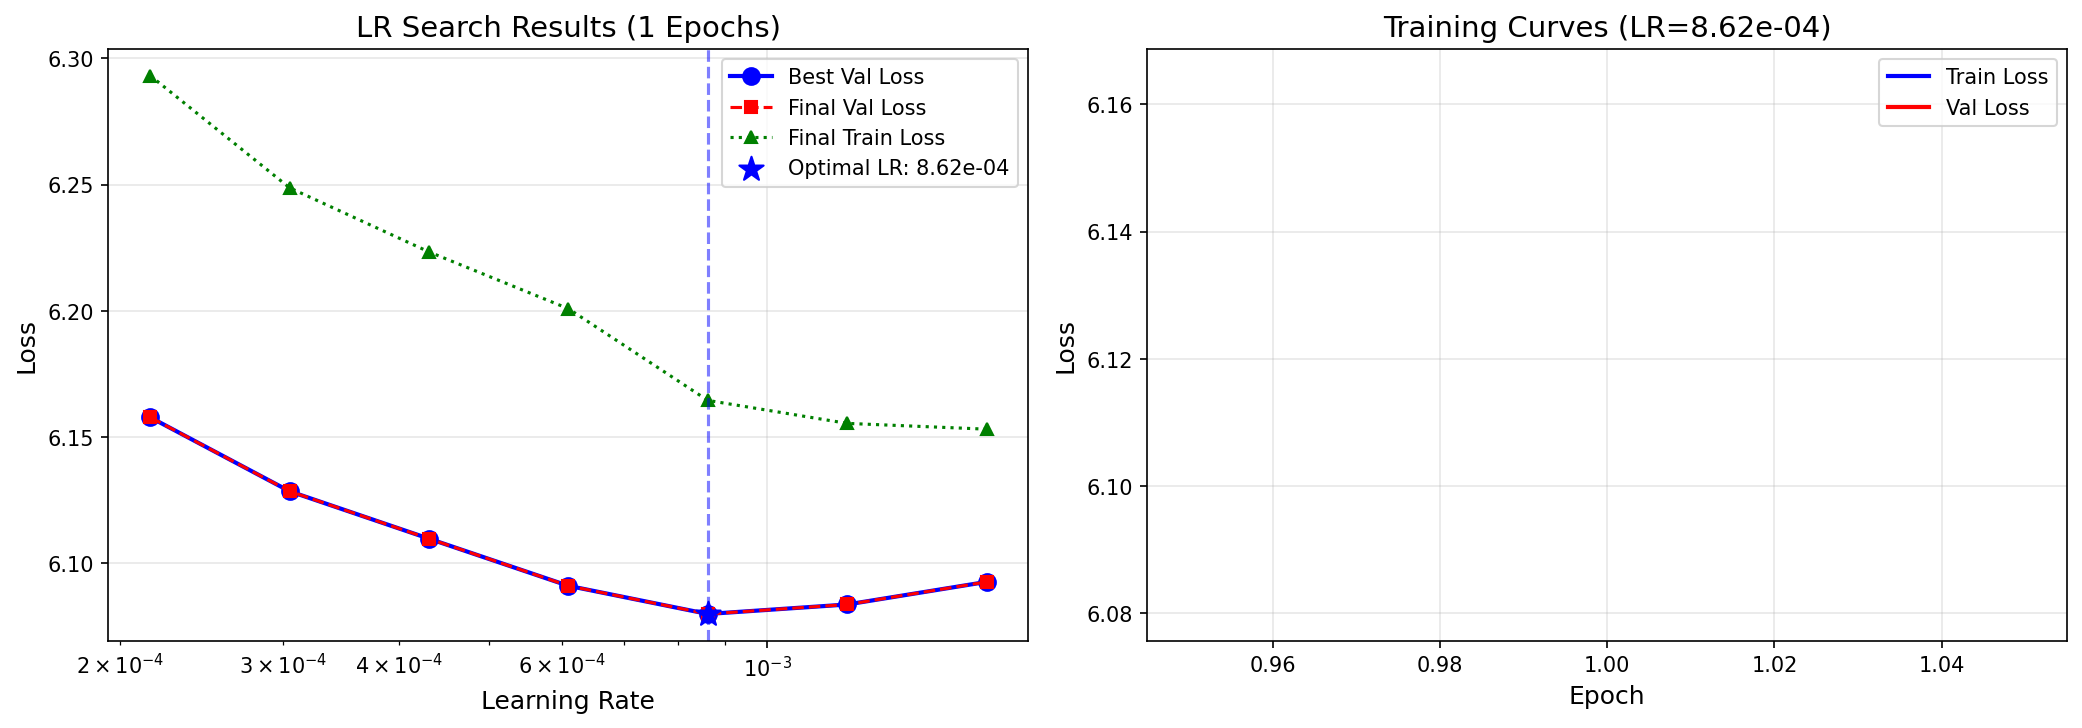 LR Search Results (1 Epochs)
Loss
6.30
6.25
6.20
6.15
6.10
Best Val Loss
Final Val Loss
Final Train Loss
Optimal LR: 8.62e-04
2 × 10⁻⁴
3 × 10⁻⁴
4 × 10⁻⁴
6 × 10⁻⁴
10⁻³
Learning Rate
Training Curves (LR=8.62e-04)
Loss
6.16
6.14
6.12
6.10
6.08
Train Loss
Val Loss
0.96
0.98
1.00
1.02
1.04
Epoch